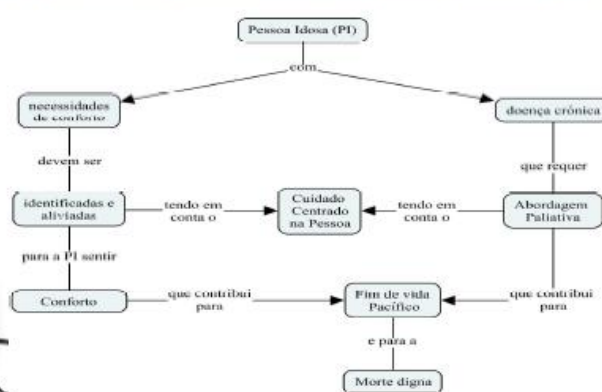 Pessoa Idosa (PI)
com
necessidades
de conforto
doença crónica
devem ser
que requer
identificadas e
aliviadas
tendo em
conta o
Cuidado
Centrado
na Pessoa
tendo em
conta o
Abordagem
Paliativa
para a PI sentir
Conforto
que contribui
para
Fim de vida
Pacífico
que contribui
para
e para a
Morte digna